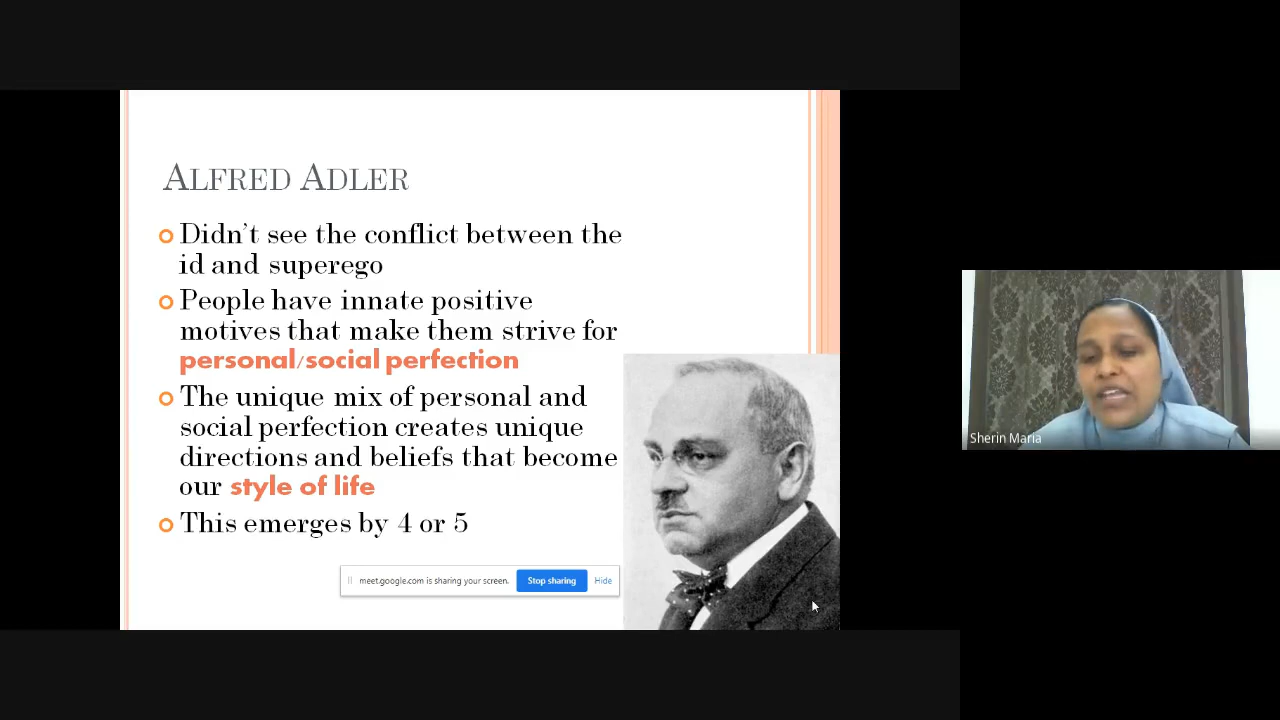 ALFRED ADLER
Didn't see the conflict between the
id and superego
People have innate positive
motives that make them strive for
personal/social perfection
The unique mix of personal and
social perfection creates unique
directions and beliefs that become
our style of life
This emerges by 4 or 5
meet.google.com is sharing your screen. Stop sharing Hide
Sherin Maria